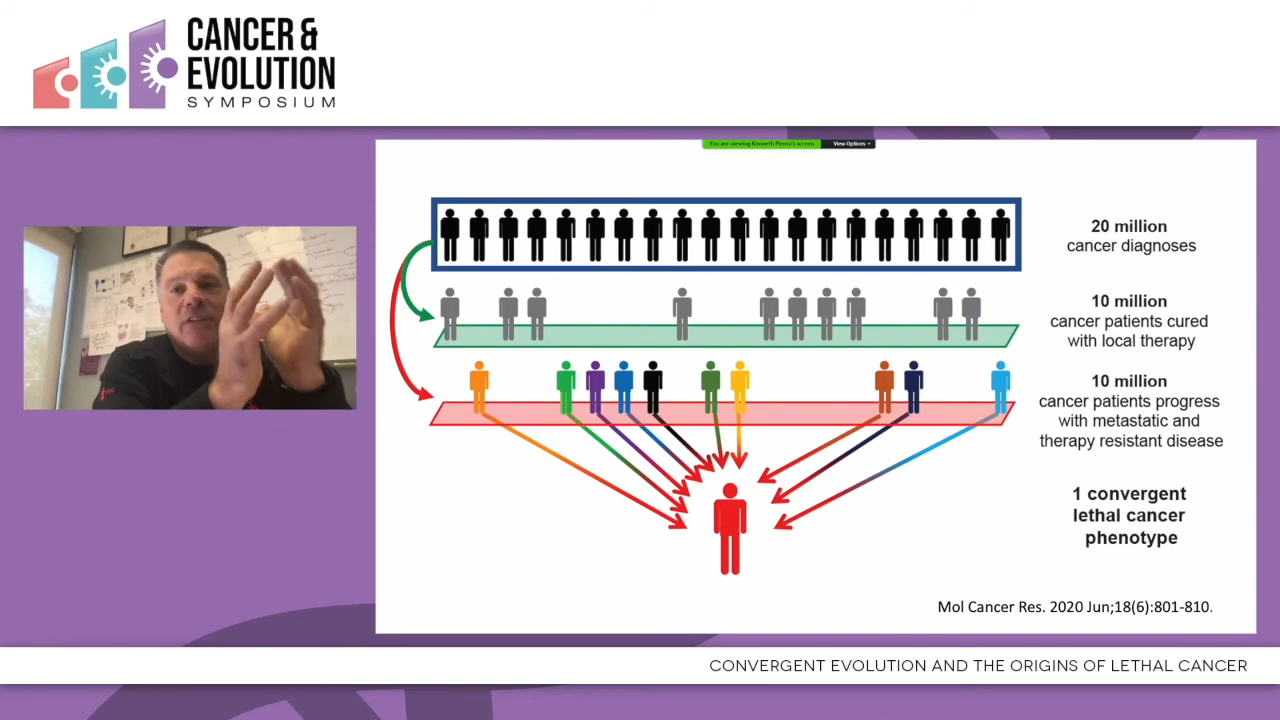 CANCER &
EVOLUTION
SYMPOSIUM
You are viewing Kenneth Pienta's screen
View Options
20 million
cancer diagnoses
10 million
cancer patients cured
with local therapy
10 million
cancer patients progress
with metastatic and
therapy resistant disease
1 convergent
lethal cancer
phenotype
Mol Cancer Res. 2020 Jun;18(6):801-810.
CONVERGENT EVOLUTION AND THE ORIGINS OF LETHAL CANCER